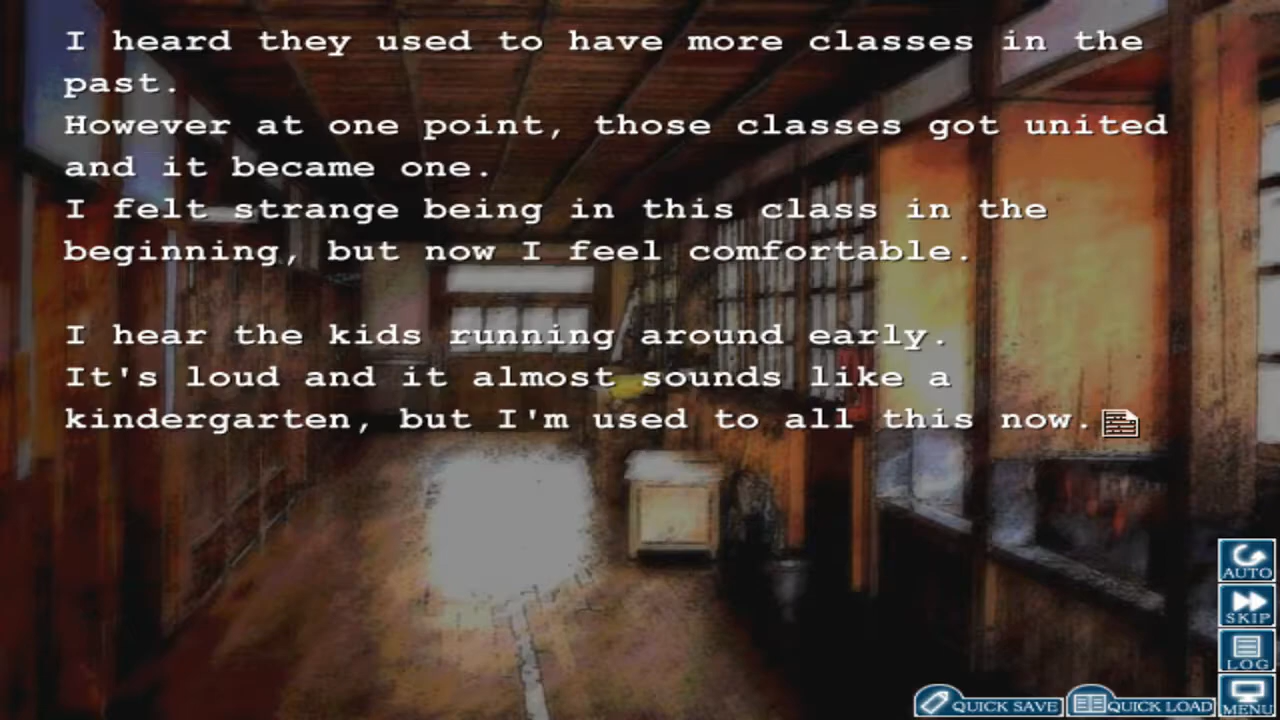 I heard they used to have more classes in the
past.
However at one point, those classes got united
and it became one.
I felt strange being in this class in the
beginning, but now I feel comfortable.
I hear the kids running around early.
It's loud and it almost sounds like a
kindergarten, but I'm used to all this now.
AUTO
SKIP
LOG
QUICK SAVE
QUICK LOAD
MENU